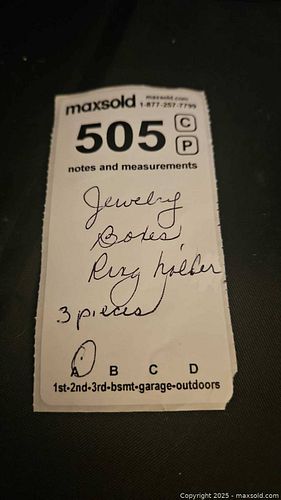 maxsold maxsold.com
1-877-257-7799
505 C
P
notes and measurements
Jewelry
Boxes,
Ring holder
3 pieces
A B C D
1st-2nd-3rd-bsmt-garage-outdoors
Copyright © 2025 - maxsold.com